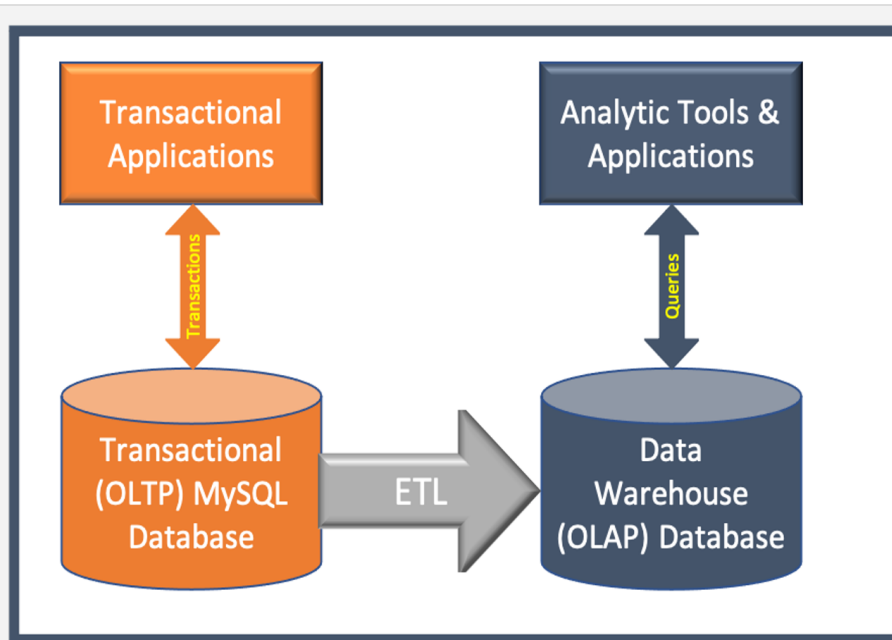 Transactional
Applications
Analytic Tools &
Applications
Transactions
Queries
Transactional
(OLTP) MySQL
Database
ETL
Data
Warehouse
(OLAP) Database